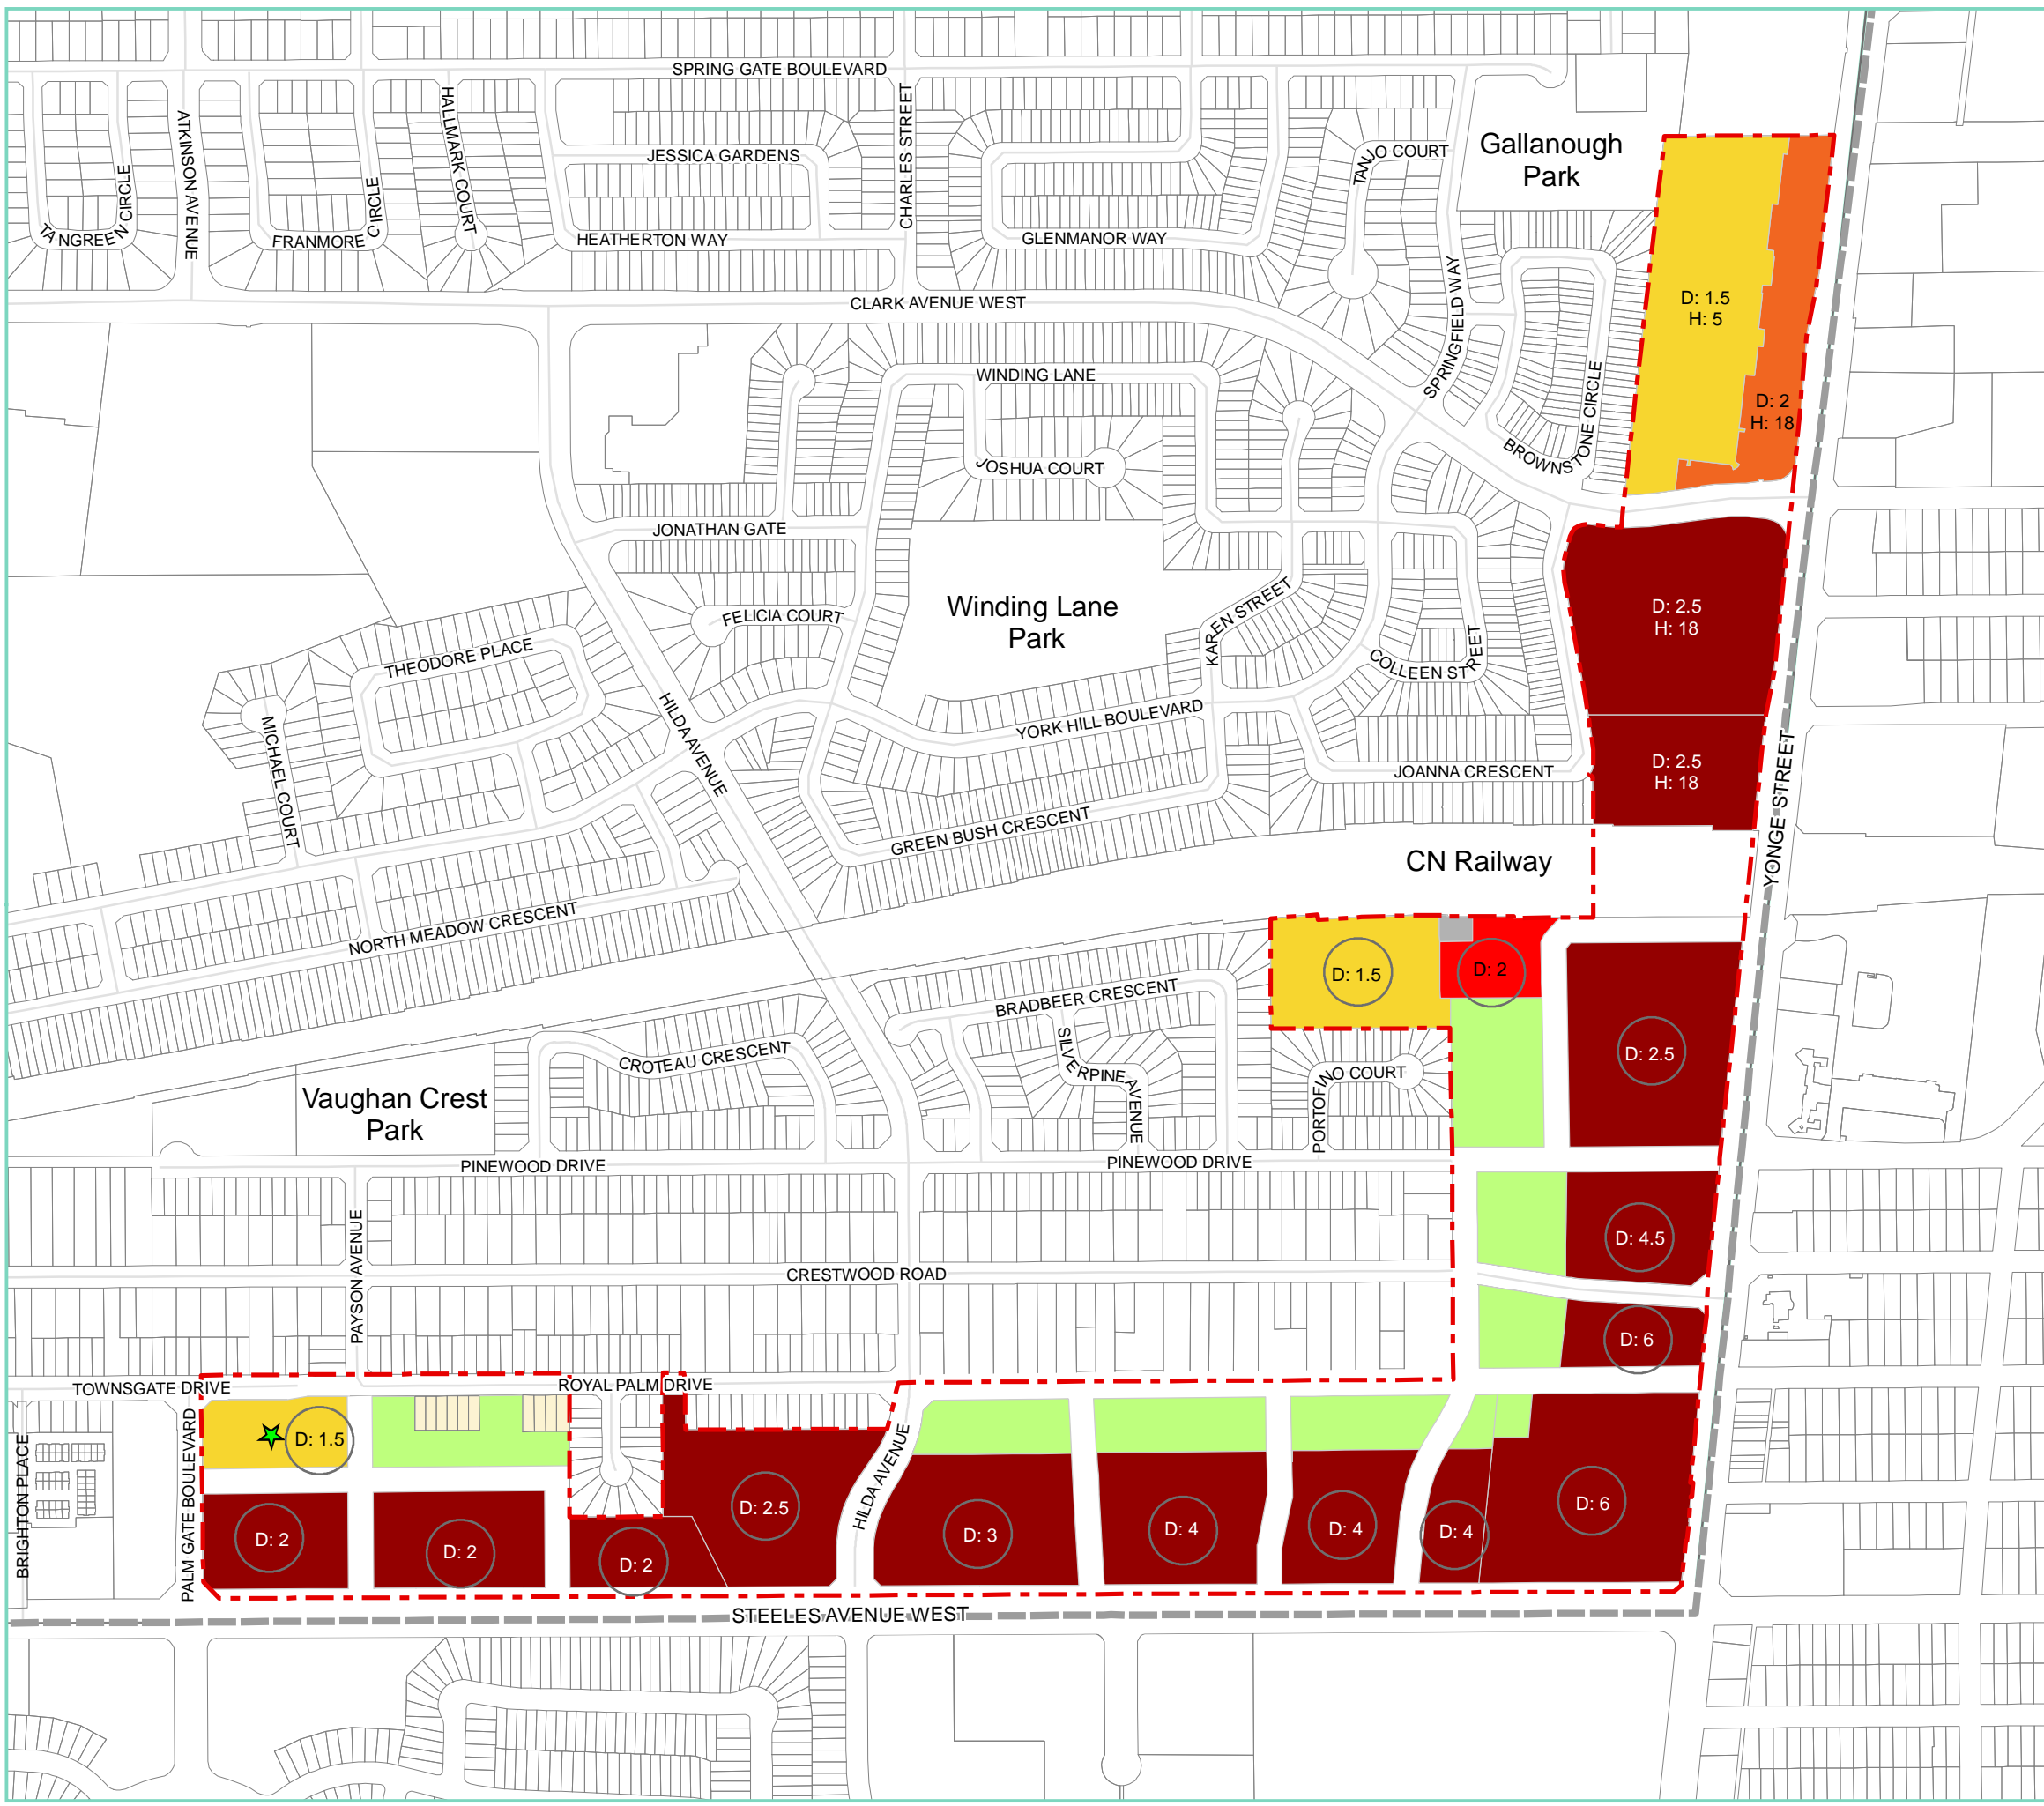 SPRING GATE BOULEVARD
ATKINSON AVENUE
HALLMARK COURT
CHARLES STREET
JESSICA GARDENS
TANJO COURT
Gallanough
Park
TANGREEN CIRCLE
FRANMORE CIRCLE
HEATHERTON WAY
GLENMANOR WAY
SPRINGFIELD WAY
CLARK AVENUE WEST
D: 1.5
H: 5
WINDING LANE
BROWNSTONE CIRCLE
D: 2
H: 18
JOSHUA COURT
JONATHAN GATE
Winding Lane
Park
FELICIA COURT
KAREN STREET
COLLEEN STREET
D: 2.5
H: 18
THEODORE PLACE
MICHAEL COURT
HILDA AVENUE
YORK HILL BOULEVARD
JOANNA CRESCENT
D: 2.5
H: 18
YONGE STREET
GREEN BUSH CRESCENT
CN Railway
NORTH MEADOW CRESCENT
D: 1.5
D: 2
BRADBEER CRESCENT
SILVERPINE AVENUE
CROTEAU CRESCENT
PORTOFINO COURT
D: 2.5
Vaughan Crest
Park
PINEWOOD DRIVE
PINEWOOD DRIVE
PAYSON AVENUE
D: 4.5
CRESTWOOD ROAD
D: 6
TOWNSGATE DRIVE
ROYAL PALM DRIVE
BRIGHTON PLACE
PALM GATE BOULEVARD
D: 1.5
HILDA AVENUE
D: 2
D: 2
D: 2
D: 2.5
D: 3
D: 4
D: 4
D: 4
D: 6
STEELES AVENUE WEST